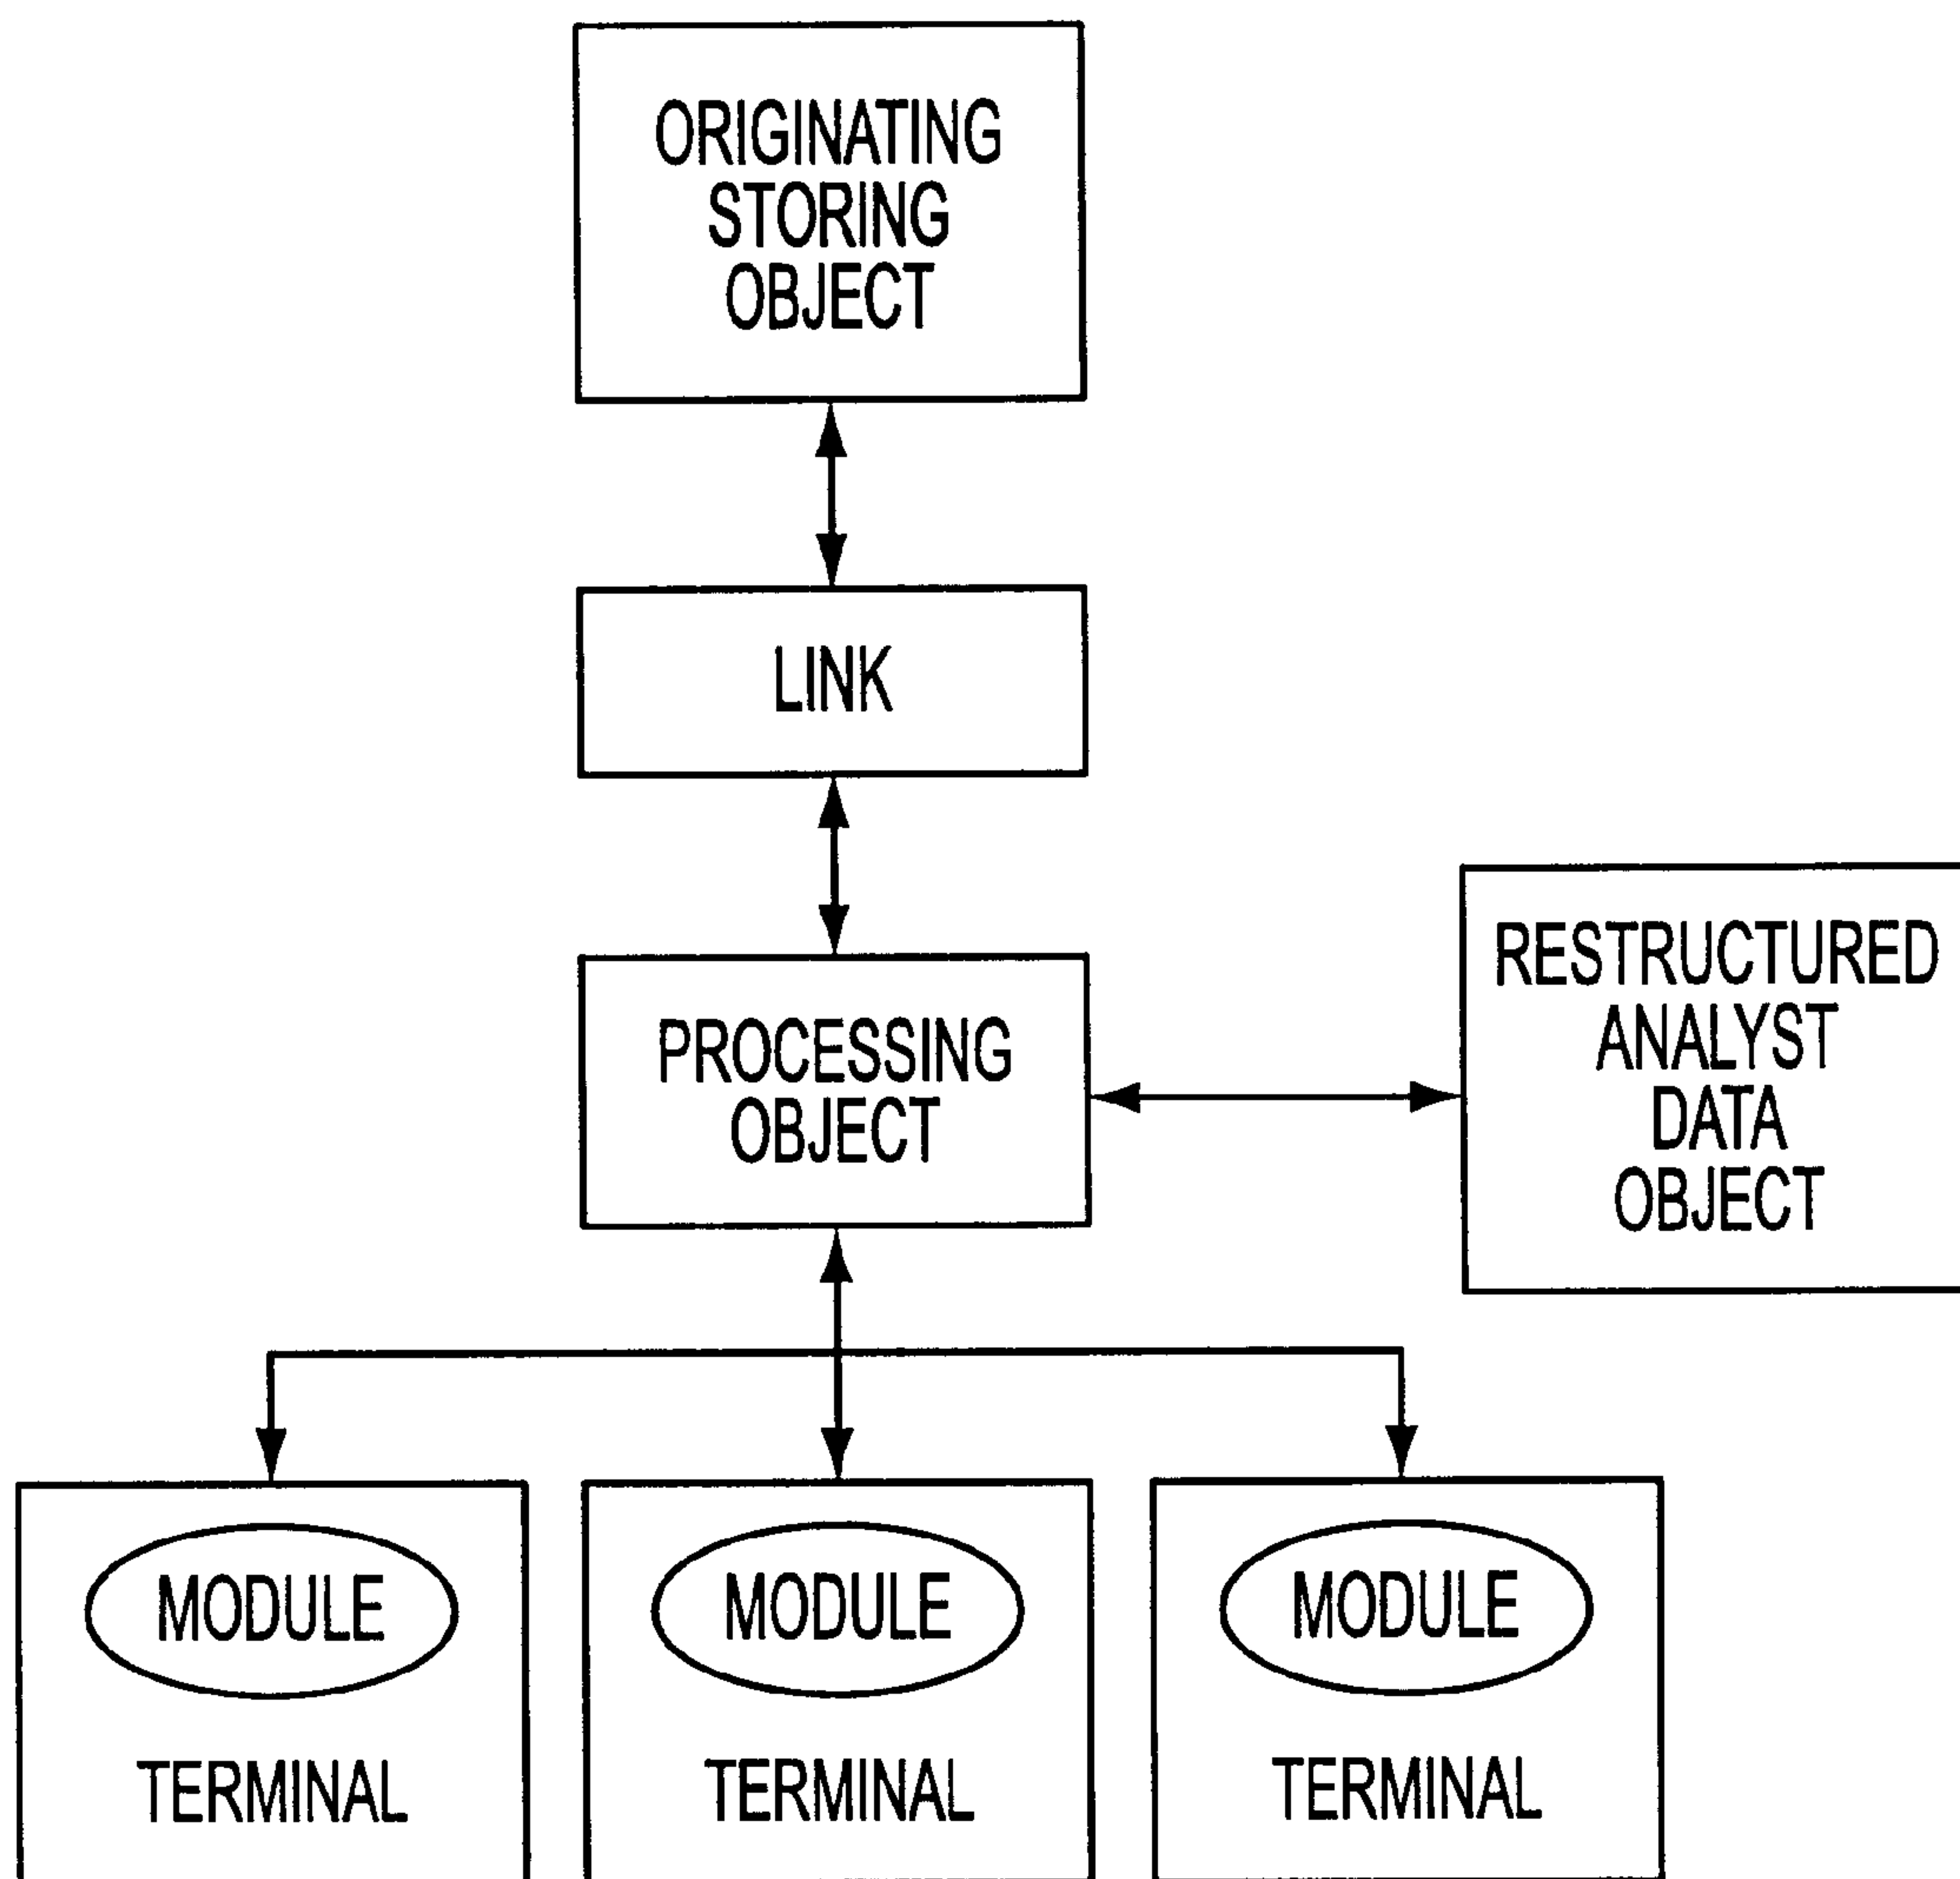 ORIGINATING
STORING
OBJECT
LINK
PROCESSING
OBJECT
RESTRUCTURED
ANALYST
DATA
OBJECT
MODULE
TERMINAL
MODULE
TERMINAL
MODULE
TERMINAL